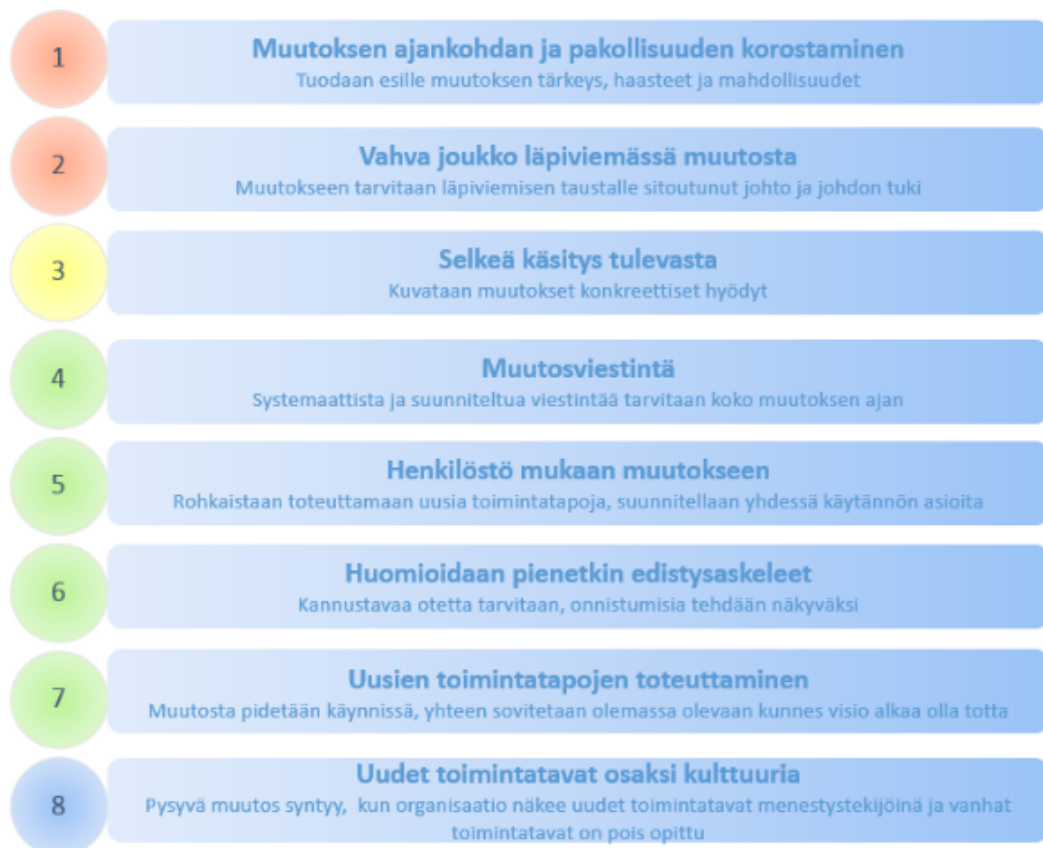 1
Muutoksen ajankohdan ja pakollisuuden korostaminen
Tuodaan esille muutoksen tärkeys, haasteet ja mahdollisuudet
2
Vahva joukko läpiviemässä muutosta
Muutokseen tarvitaan läpiviemisen taustalle sitoutunut johto ja johdon tuki
3
Selkeä käsitys tulevasta
Kuvataan muutokset konkreettiset hyödyt
4
Muutosviestintä
Systemaattista ja suunniteltua viestintää tarvitaan koko muutoksen ajan
5
Henkilöstö mukaan muutokseen
Rohkaistaan toteuttamaan uusia toimintatapoja, suunnitellaan yhdessä käytännön asioita
6
Huomioidaan pienetkin edistysaskeleet
Kannustavaa otetta tarvitaan, onnistumisia tehdään näkyväksi
7
Uusien toimintatapojen toteuttaminen
Muutosta pidetään käynnissä, yhteen sovitetaan olemassa olevaan kunnes visio alkaa olla totta
8
Uudet toimintatavat osaksi kulttuuria
Pysyvä muutos syntyy, kun organisaatio näkee uudet toimintatavat menestystekijöinä ja vanhat
toimintatavat on pois opittu